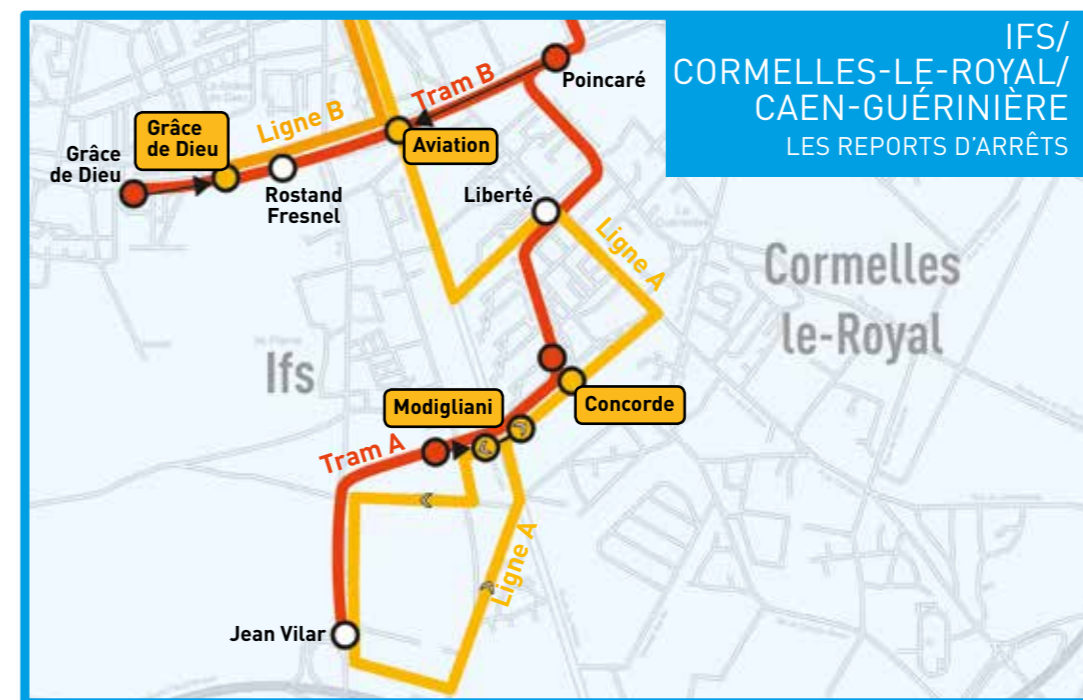 IFS/
CORMELLES-LE-ROYAL/
CAEN-GUÉRINIÈRE
LES REPORTS D'ARRÊTS
Poincaré
Tram B
Ligne B
Grâce
de Dieu
Aviation
Grâce
de Dieu
Rostand
Fresnel
Liberté
Ligne A
Cormelles
le-Royal
Ifs
Modigliani
Concorde
Tram A
Ligne A
Jean Vilar